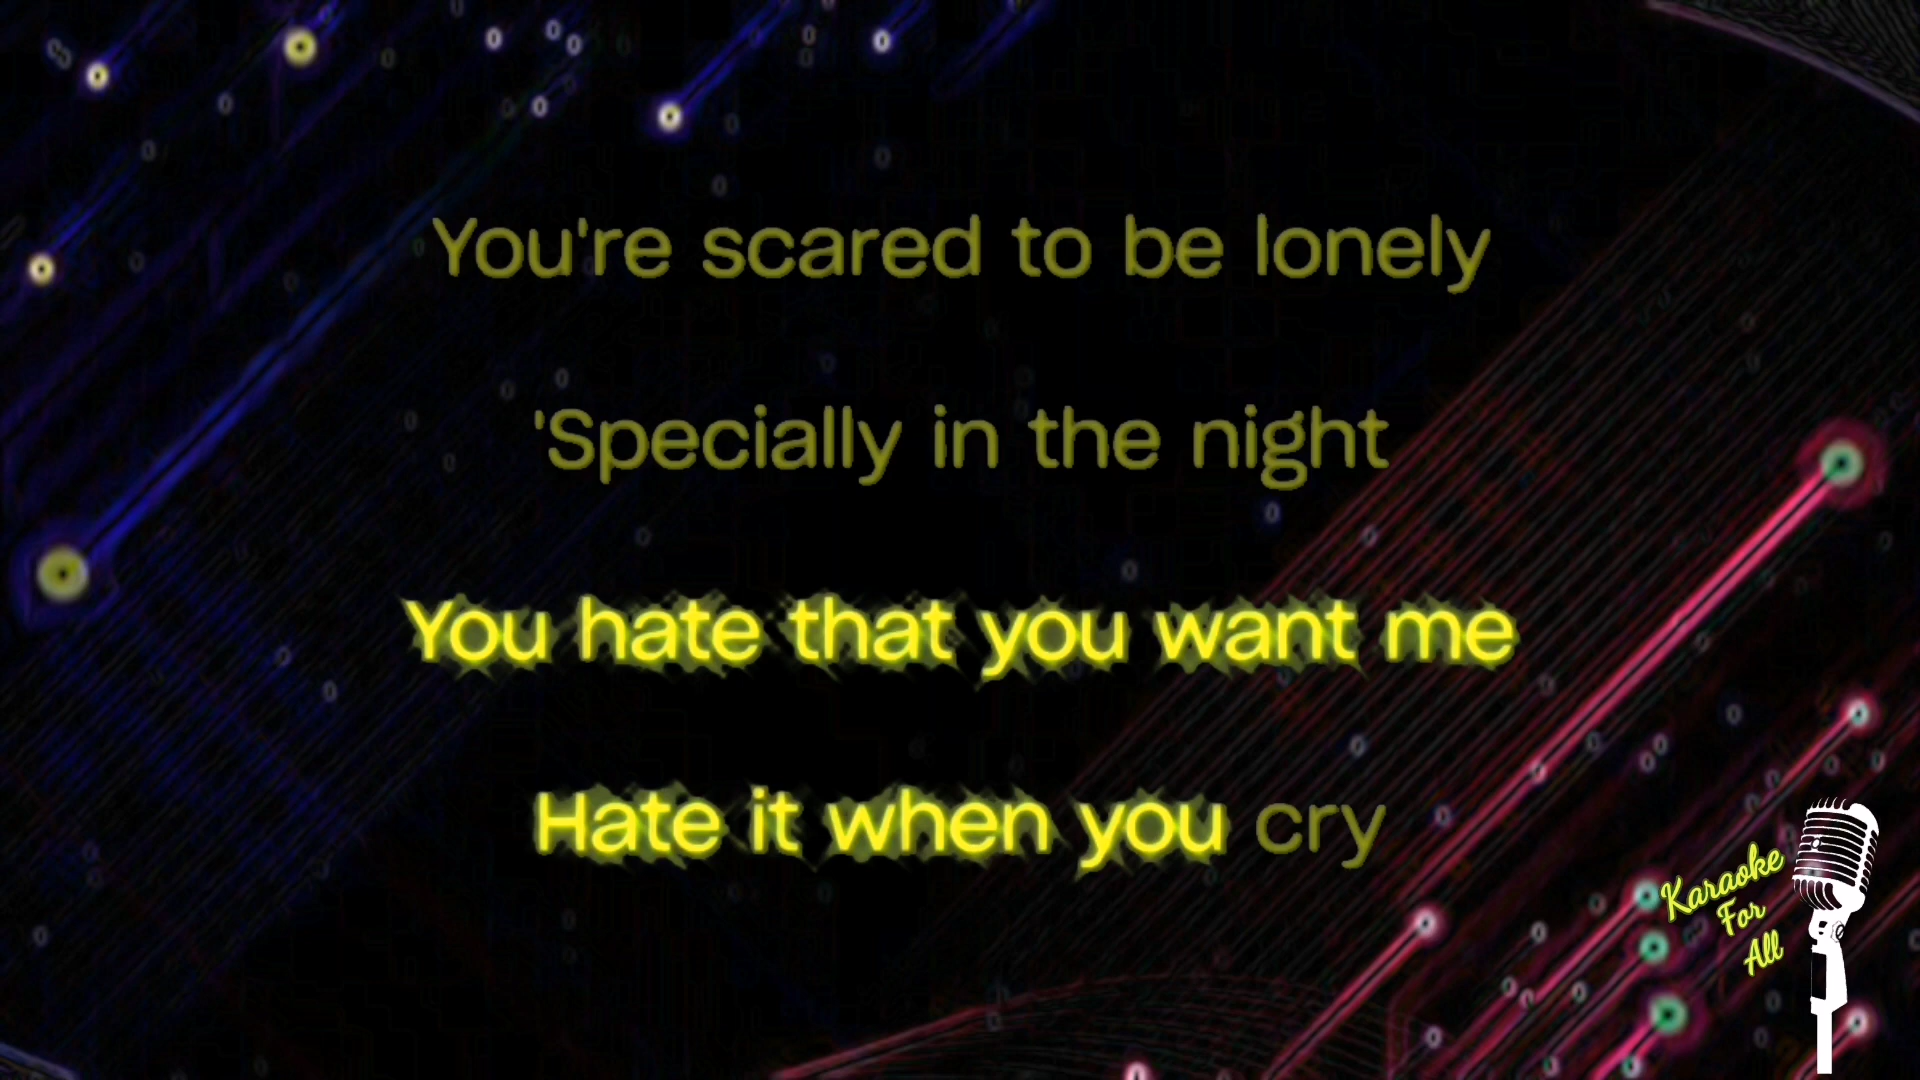 You're scared to be lonely
'Specially in the night
You hate that you want me
Hate it when you cry
Karaoke
For
All